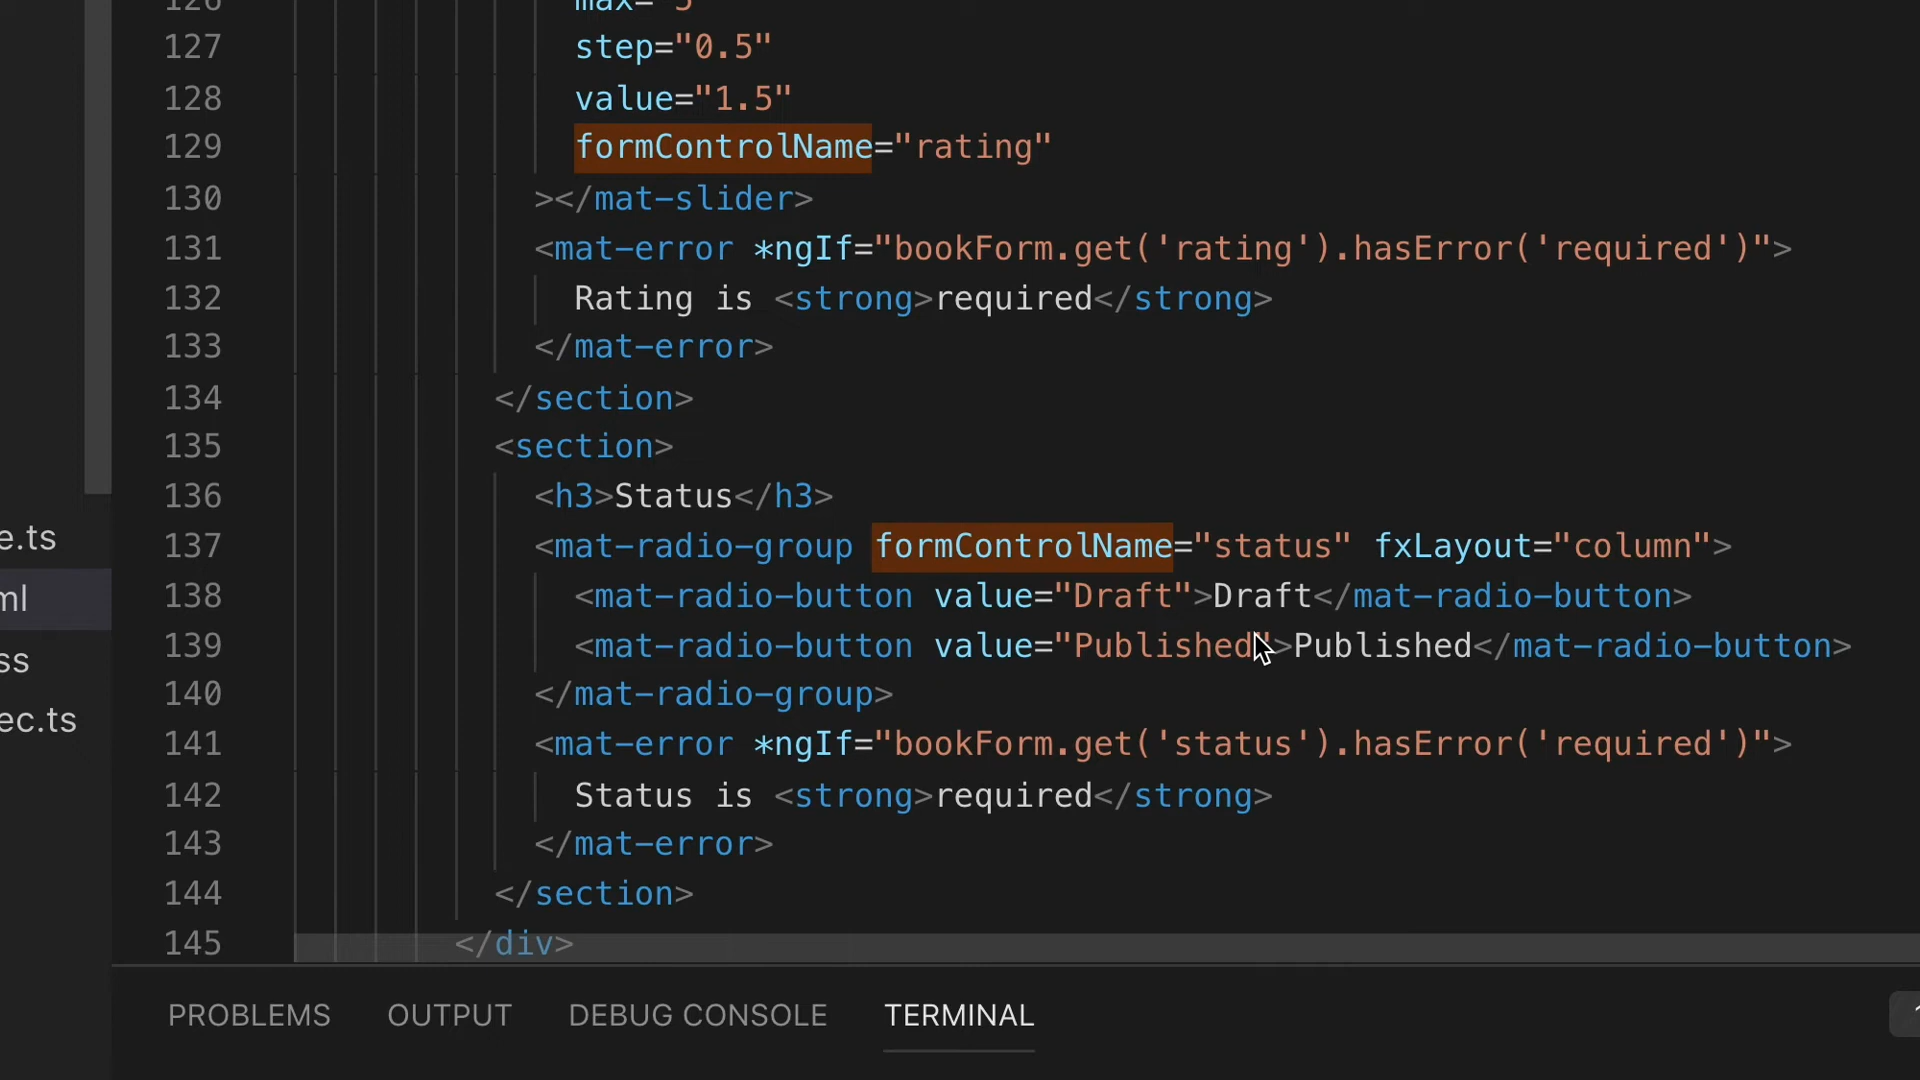 126 max="5"
127 step="0.5"
128 value="1.5"
129 formControlName="rating"
130 ></mat-slider>
131 <mat-error *ngIf="bookForm.get('rating').hasError('required')">
132 Rating is <strong>required</strong>
133 </mat-error>
134 </section>
135 <section>
e.ts 136 <h3>Status</h3>
137 <mat-radio-group formControlName="status" fxLayout="column">
ml 138 <mat-radio-button value="Draft">Draft</mat-radio-button>
ss 139 <mat-radio-button value="Published">Published</mat-radio-button>
140 </mat-radio-group>
ec.ts 141 <mat-error *ngIf="bookForm.get('status').hasError('required')">
142 Status is <strong>required</strong>
143 </mat-error>
144 </section>
145 </div>
PROBLEMS OUTPUT DEBUG CONSOLE TERMINAL